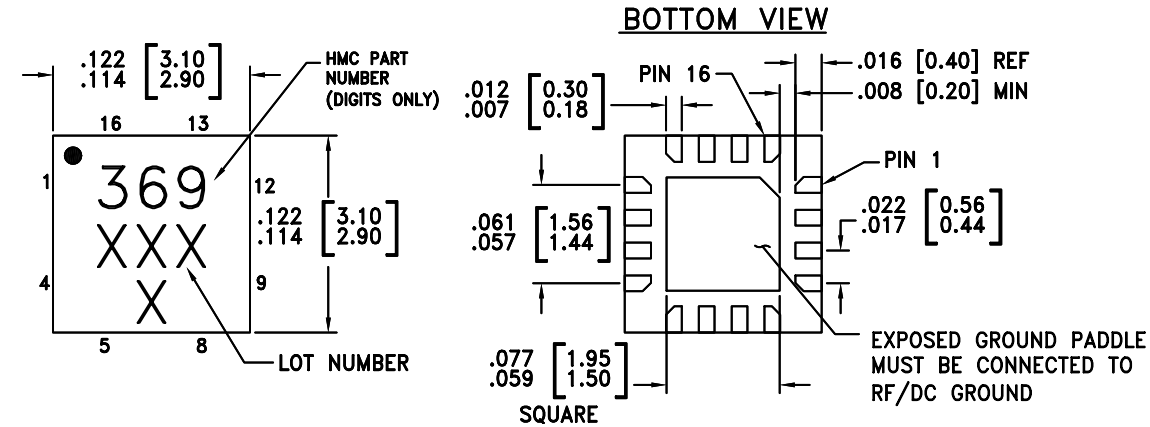 BOTTOM VIEW
.122 [3.10]
.114 [2.90]
HMC PART
NUMBER
(DIGITS ONLY)
16 13
1
12
4
9
5 8
369
XXX
X
.122 [3.10]
.114 [2.90]
LOT NUMBER
.012 [0.30]
.007 [0.18]
PIN 16
.016 [0.40] REF
.008 [0.20] MIN
PIN 1
.061 [1.56]
.057 [1.44]
.022 [0.56]
.017 [0.44]
.077 [1.95]
.059 [1.50]
SQUARE
EXPOSED GROUND PADDLE
MUST BE CONNECTED TO
RF/DC GROUND